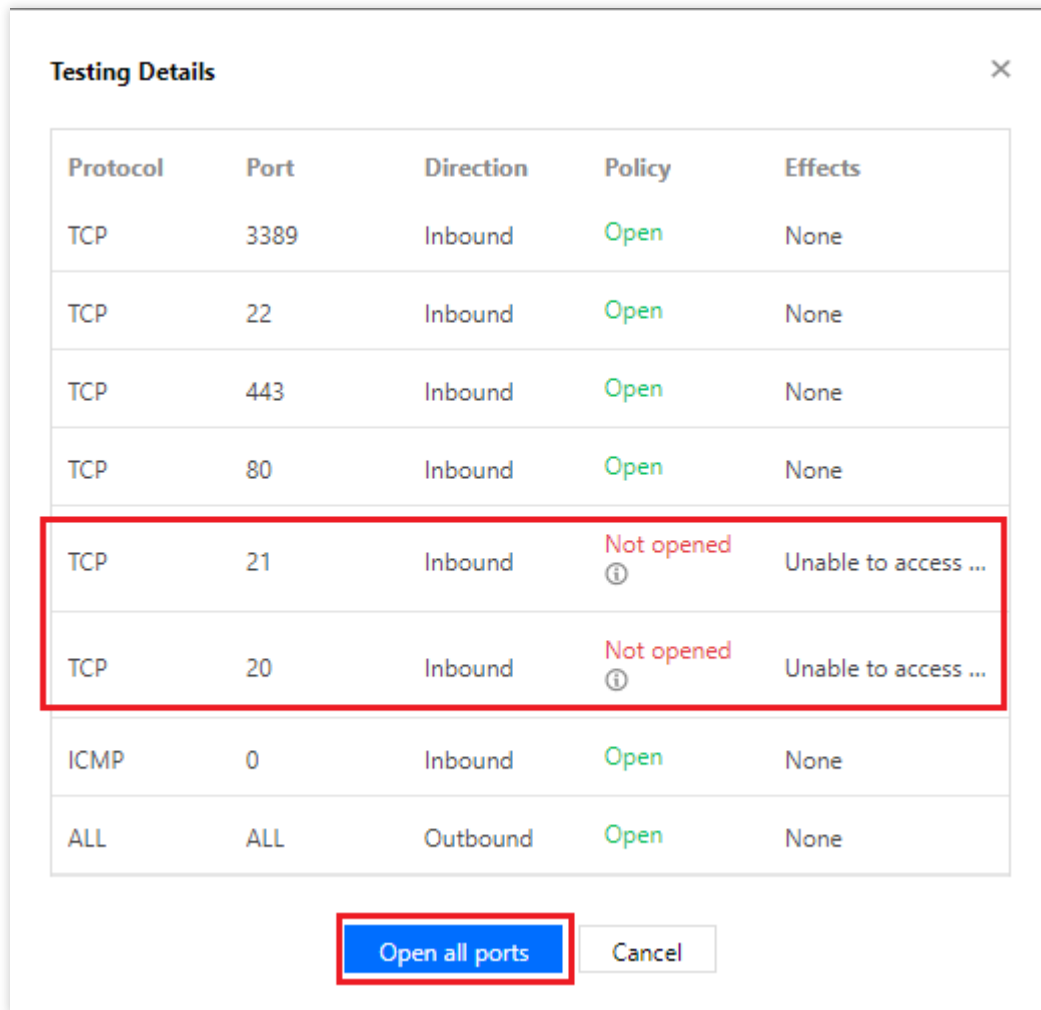 Testing Details
Protocol Port Direction Policy Effects
TCP 3389 Inbound Open None
TCP 22 Inbound Open None
TCP 443 Inbound Open None
TCP 80 Inbound Open None
TCP 21 Inbound Not opened Unable to access ...
TCP 20 Inbound Not opened Unable to access ...
ICMP 0 Inbound Open None
ALL ALL Outbound Open None
Open all ports Cancel